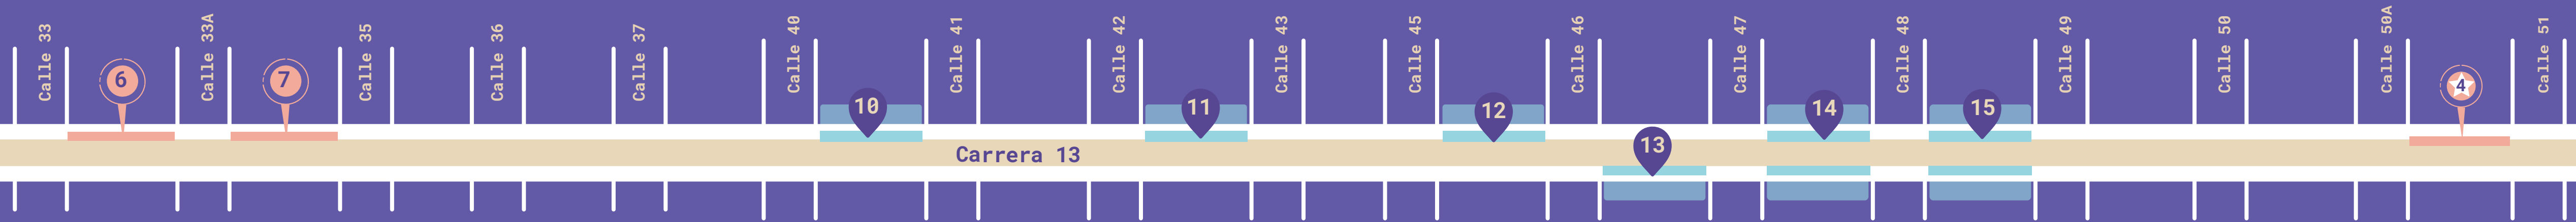 Calle 33
Calle 33A
Calle 35
Calle 36
Calle 37
Calle 40
Calle 41
Calle 42
Calle 43
Calle 45
Calle 46
Calle 47
Calle 48
Calle 49
Calle 50
Calle 50A
Calle 51
6
7
10
11
12
13
14
15
4
Carrera 13